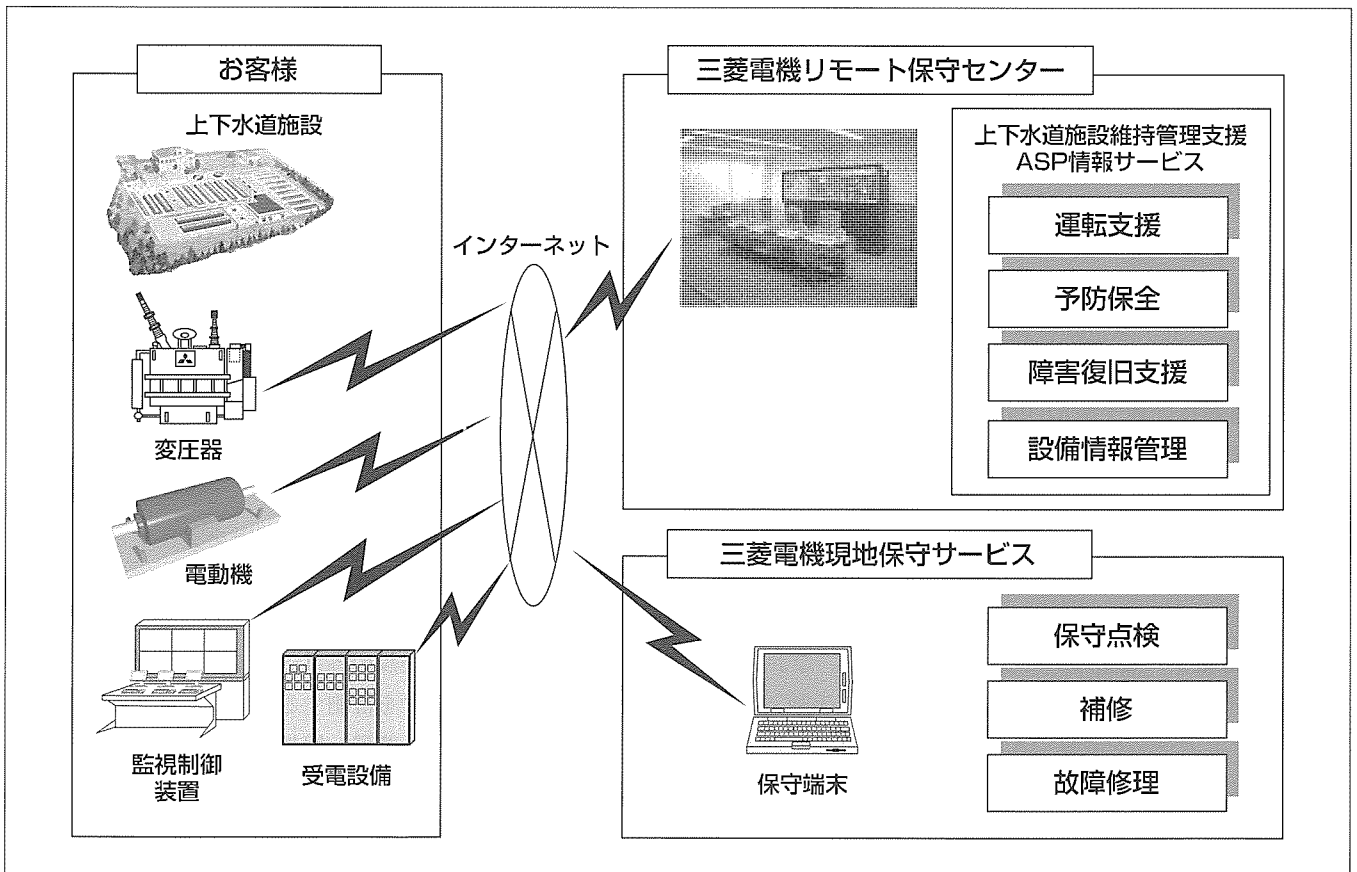 お客様
上下水道施設
変圧器
電動機
監視制御
装置
受電設備
インターネット
三菱電機リモート保守センター
上下水道施設維持管理支援
ASP情報サービス
運転支援
予防保全
障害復旧支援
設備情報管理
三菱電機現地保守サービス
保守端末
保守点検
補修
故障修理